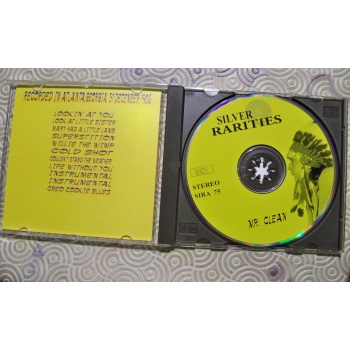 RECORDED IN ATLANTA/GEORGIA, 31 DECEMBER 1986
LOOKIN' AT YOU
LOOK AT LITTLE SISTER
MARY HAD A LITTLE LAMB
SUPERSTITION
WILLIE THE WIMP
COLD SHOT
COULDN'T STAND THE WEATHER
LIFE WITHOUT YOU
INSTRUMENTAL
INSTRUMENTAL
OREO COOKIE BLUES
SILVER
RARITIES
STEREO
SIRA 75
MR. CLEAN